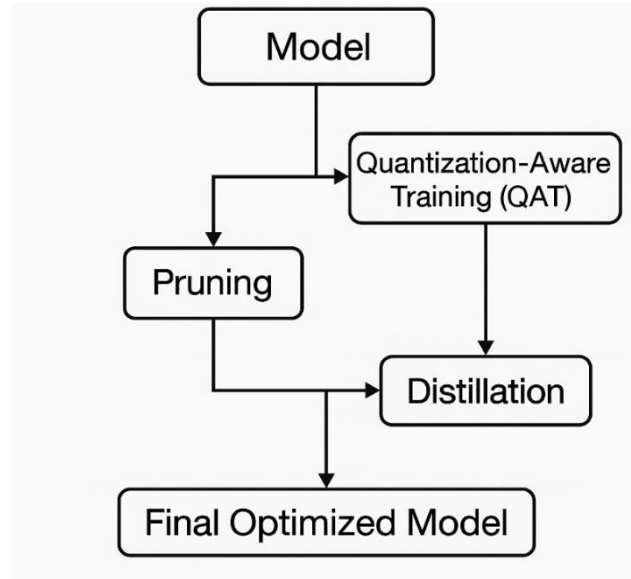 Model
Quantization-Aware
Training (QAT)
Pruning
Distillation
Final Optimized Model